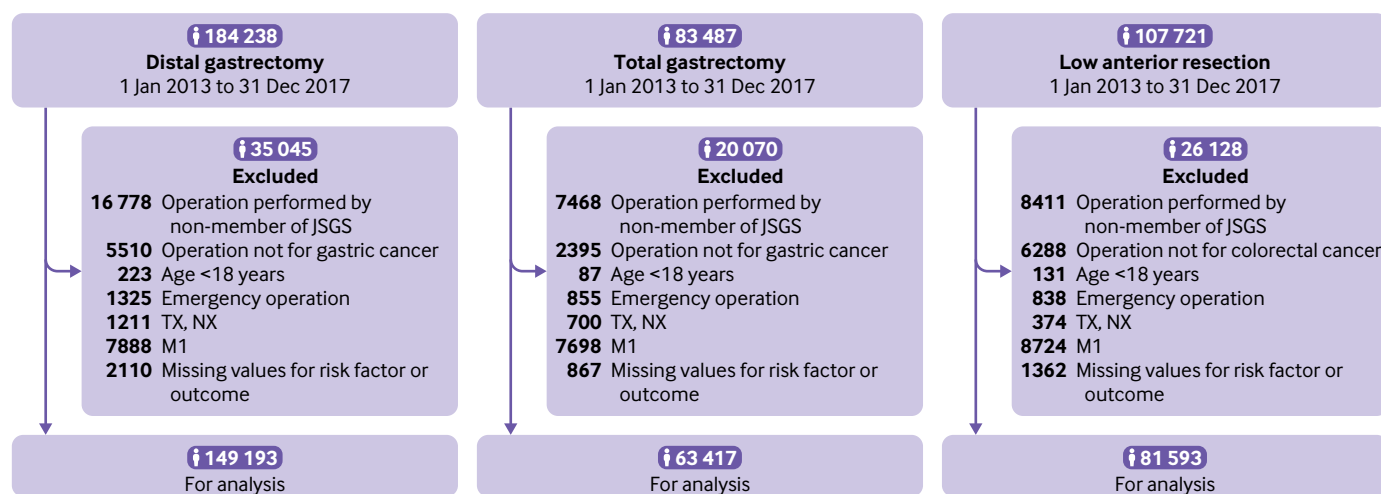 184 238
Distal gastrectomy
1 Jan 2013 to 31 Dec 2017
35 045
Excluded
16 778 Operation performed by
non-member of JSGS
5510 Operation not for gastric cancer
223 Age <18 years
1325 Emergency operation
1211 TX, NX
7888 M1
2110 Missing values for risk factor or
outcome
149 193
For analysis
83 487
Total gastrectomy
1 Jan 2013 to 31 Dec 2017
20 070
Excluded
7468 Operation performed by
non-member of JSGS
2395 Operation not for gastric cancer
87 Age <18 years
855 Emergency operation
700 TX, NX
7698 M1
867 Missing values for risk factor or
outcome
63 417
For analysis
107 721
Low anterior resection
1 Jan 2013 to 31 Dec 2017
26 128
Excluded
8411 Operation performed by
non-member of JSGS
6288 Operation not for colorectal cancer
131 Age <18 years
838 Emergency operation
374 TX, NX
8724 M1
1362 Missing values for risk factor or
outcome
81 593
For analysis